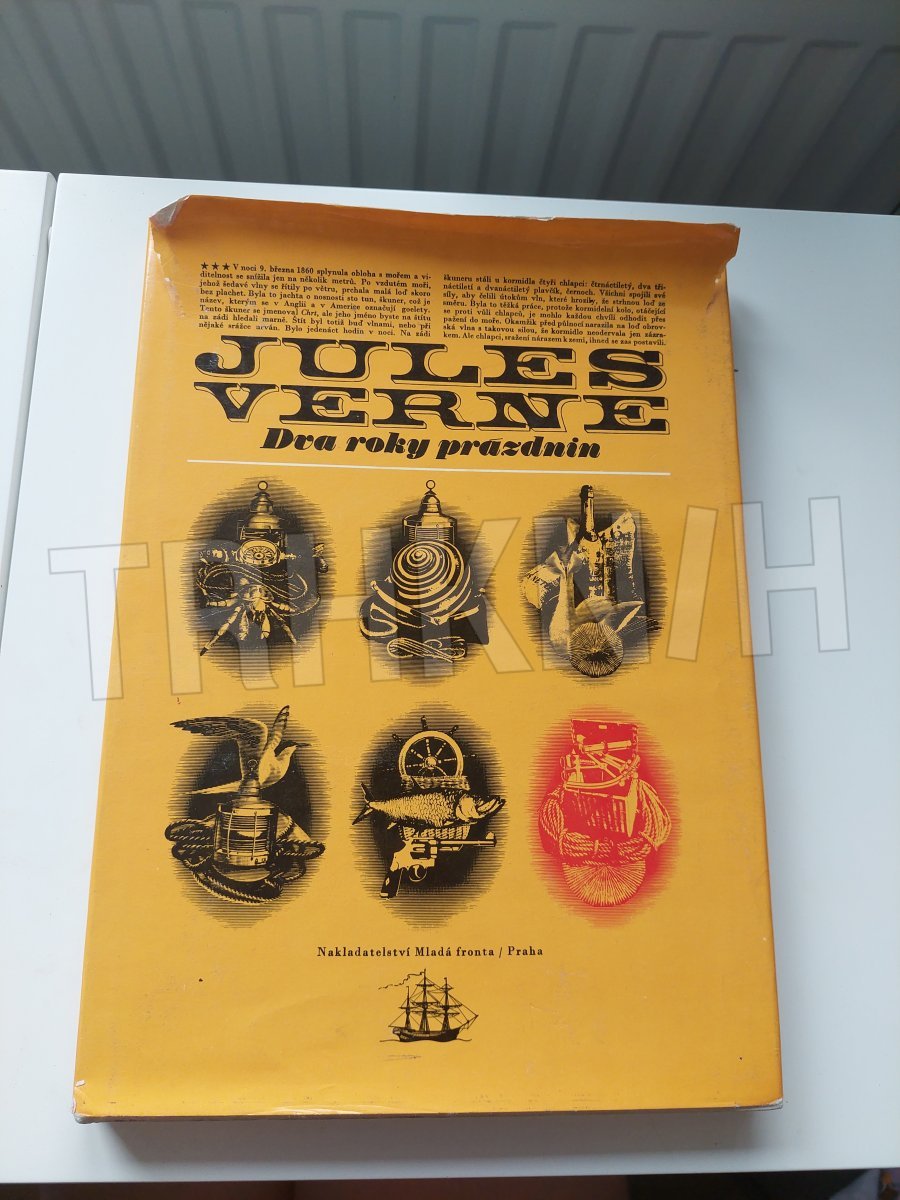 ★★★ V noci 9. března 1860 splynula obloha s mořem a vi-
ditelnost se snížila jen na několik metrů. Po vzdutém moři,
jehož šedavé vlny se řítily po větru, prchala malá loď skoro
bez plachet. Byla to jachta o nosnosti sto tun, škuner, což je
název, kterým se v Anglii a v Americe označují goelety.
Tento škuner se jmenoval Chrt, ale jeho jméno byste na štítu
na zádi hledali marně. Štít byl totiž buď vlnami, nebo při
nějaké srážce urván. Bylo jedenáct hodin v noci. Na zádi
škuneru stáli u kormidla čtyři chlapci: čtrnáctiletý, dva tři-
náctiletí a dvanáctiletý plavčík, černoch. Všichni spojili své
síly, aby čelili útokům vln, které hrozily, že strhnou loď ze
směru. Byla to těžká práce, protože kormidelní kolo, otáčející
se proti vůli chlapců, je mohlo každou chvíli odhodit přes
pažení do moře. Okamžik před půlnocí narazila na loď obrov-
ská vlna s takovou silou, že kormidlo neodervala jen zázra-
kem. Ale chlapci, sražení nárazem k zemi, ihned se zas postavili.
JULES
VERNE
Dva roky prázdnin
Nakladatelství Mladá fronta / Praha
TRHKNIH